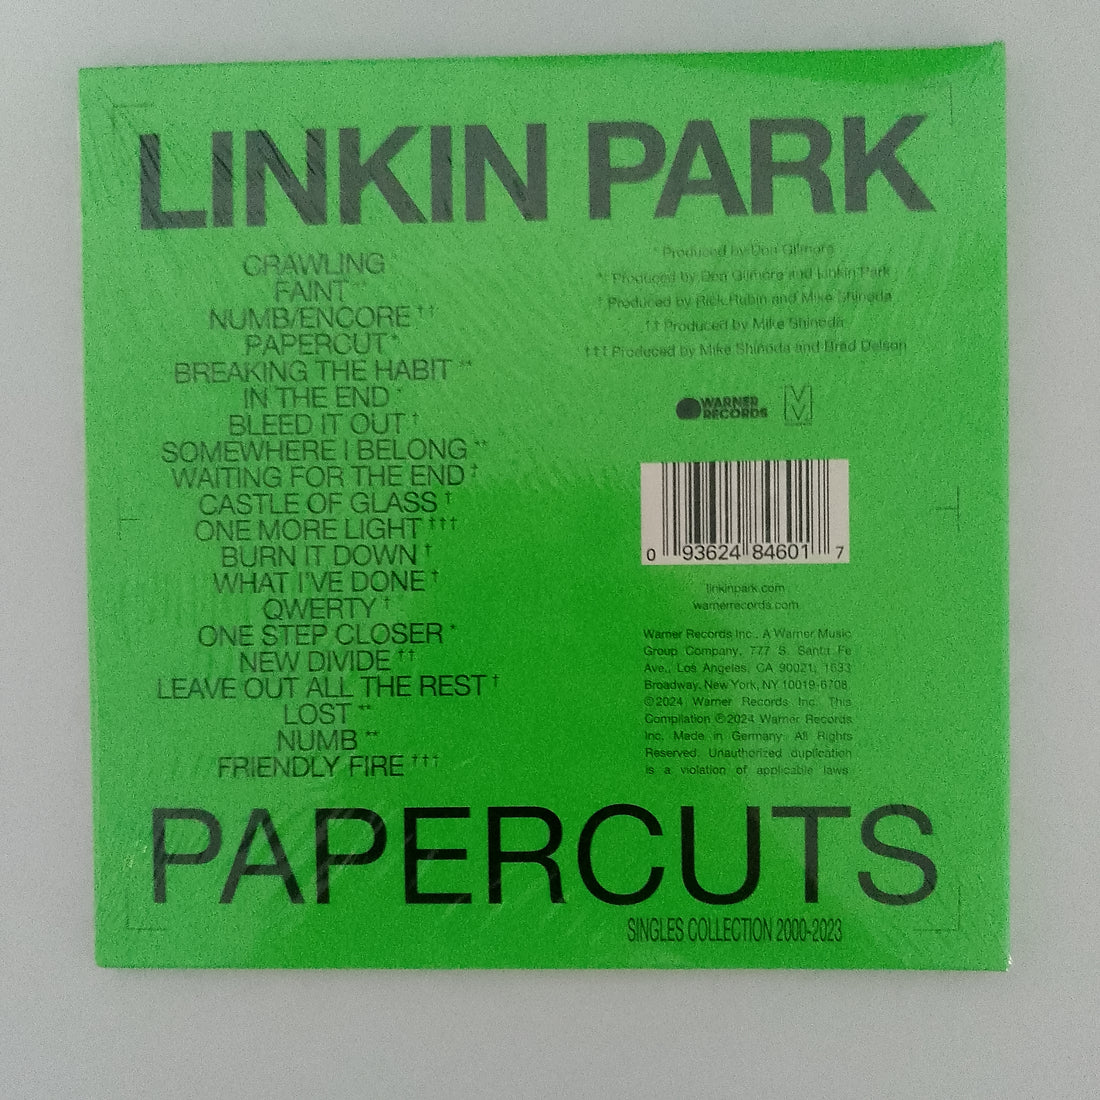 LINKIN PARK
CRAWLING *
FAINT **
NUMB/ENCORE ††
PAPERCUT *
BREAKING THE HABIT **
IN THE END *
BLEED IT OUT †
SOMEWHERE I BELONG **
WAITING FOR THE END †
CASTLE OF GLASS †
ONE MORE LIGHT †††
BURN IT DOWN †
WHAT I'VE DONE †
QWERTY †
ONE STEP CLOSER *
NEW DIVIDE ††
LEAVE OUT ALL THE REST †
LOST **
NUMB **
FRIENDLY FIRE †††
* Produced by Don Gilmore
** Produced by Don Gilmore and Linkin Park
† Produced by Rick Rubin and Mike Shinoda
†† Produced by Mike Shinoda
††† Produced by Mike Shinoda and Brad Delson
WARNER
RECORDS
0 93624 84601 7
linkinpark.com
warnerrecords.com
Warner Records Inc., A Warner Music
Group Company, 777 S. Santa Fe
Ave., Los Angeles, CA 90021, 1633
Broadway, New York, NY 10019-6708.
©2024 Warner Records Inc. This
Compilation ℗2024 Warner Records
Inc. Made in Germany. All Rights
Reserved. Unauthorized duplication
is a violation of applicable laws.
PAPERCUTS
SINGLES COLLECTION 2000-2023